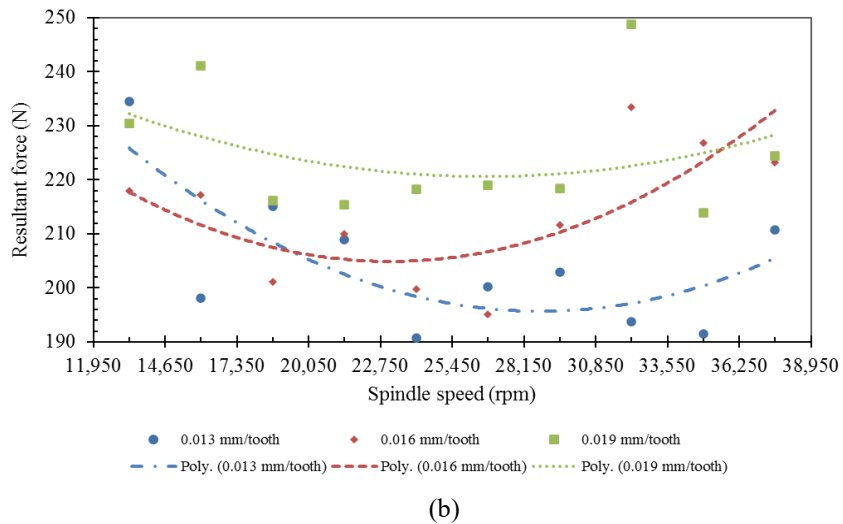 250
240
230
220
210
200
190
Resultant force (N)
11,950 14,650 17,350 20,050 22,750 25,450 28,150 30,850 33,550 36,250 38,950
Spindle speed (rpm)
0.013 mm/tooth 0.016 mm/tooth 0.019 mm/tooth
Poly. (0.013 mm/tooth) Poly. (0.016 mm/tooth) Poly. (0.019 mm/tooth)
(b)